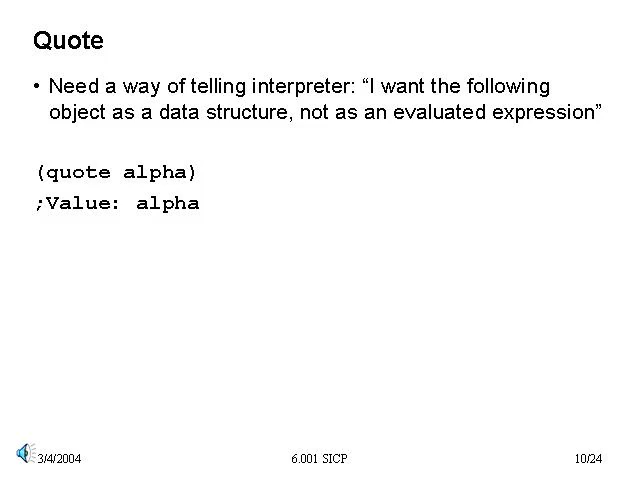 Quote
• Need a way of telling interpreter: “I want the following
object as a data structure, not as an evaluated expression”
(quote alpha)
;Value: alpha
3/4/2004
6.001 SICP
10/24